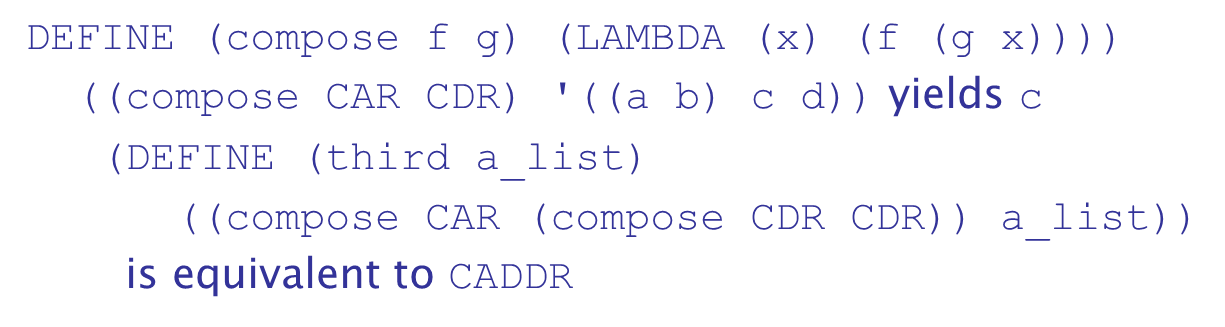 DEFINE (compose f g) (LAMBDA (x) (f (g x))))
((compose CAR CDR) '((a b) c d)) yields c
(DEFINE (third a_list)
((compose CAR (compose CDR CDR)) a_list))
is equivalent to CADDR